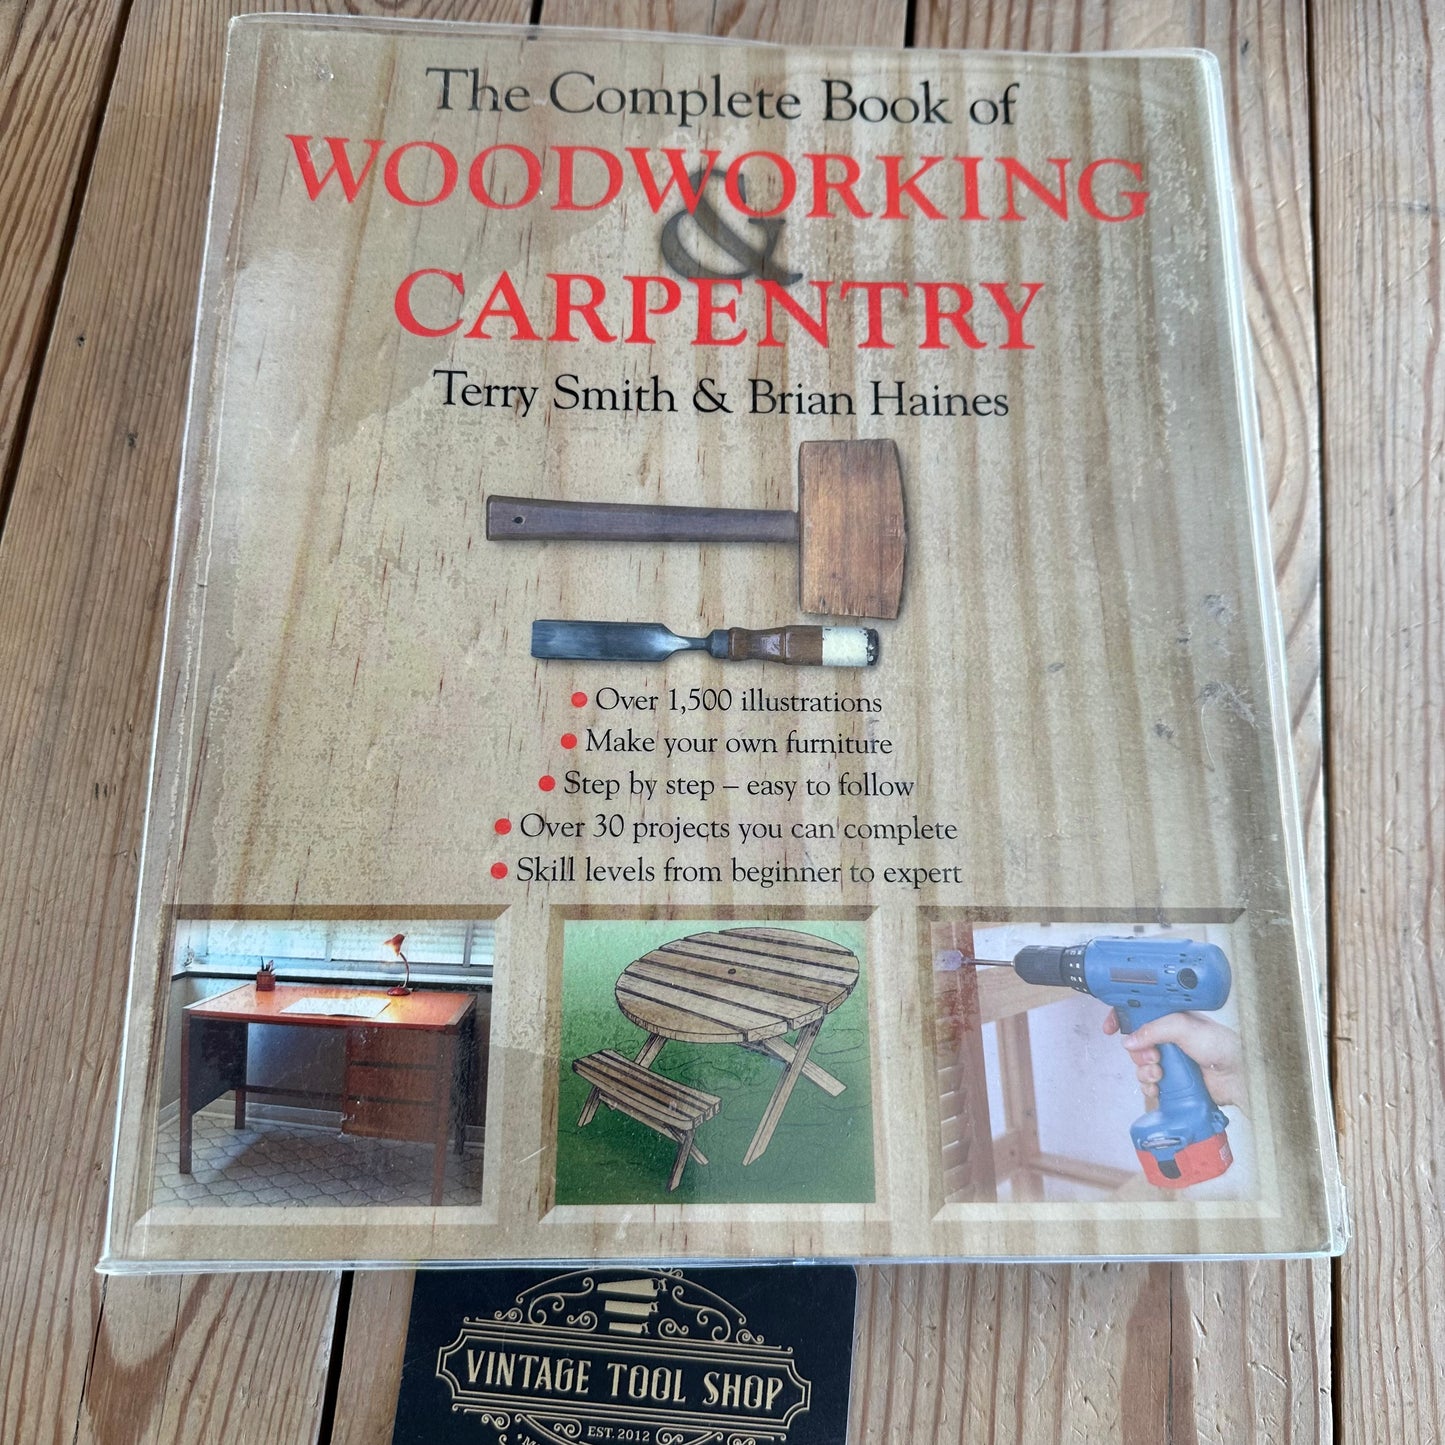 The Complete Book of
WOODWORKING
&
CARPENTRY
Terry Smith & Brian Haines
● Over 1,500 illustrations
● Make your own furniture
● Step by step – easy to follow
● Over 30 projects you can complete
● Skill levels from beginner to expert
VINTAGE TOOL SHOP
EST. 2012